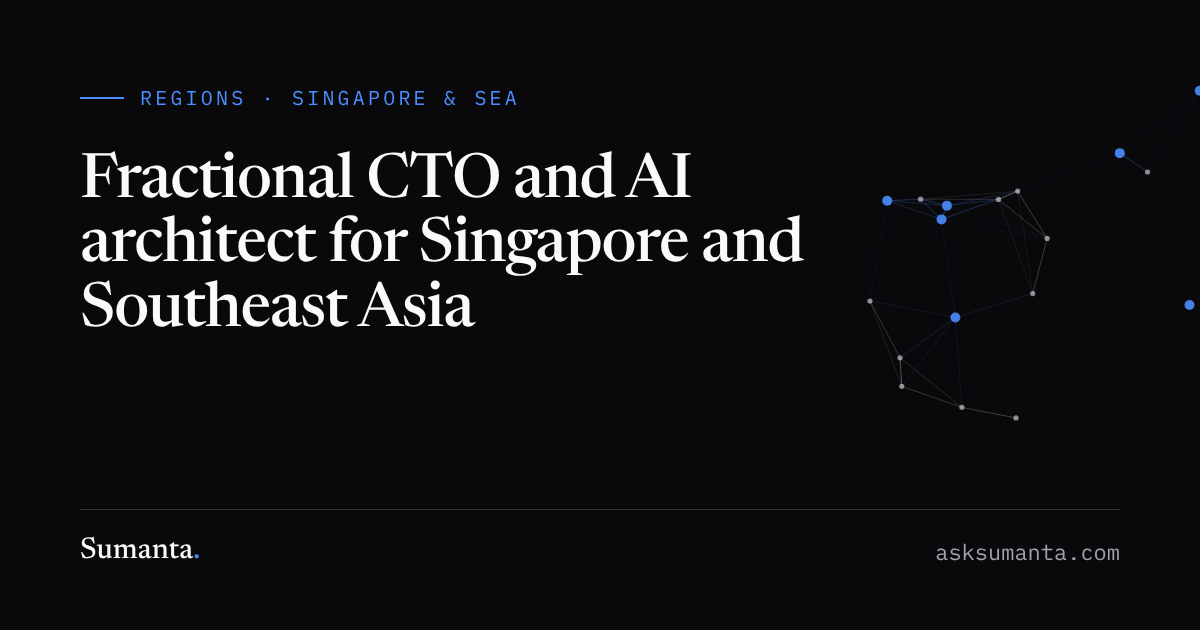 REGIONS · SINGAPORE & SEA
Fractional CTO and AI
architect for Singapore and
Southeast Asia
Sumanta.
asksumanta.com